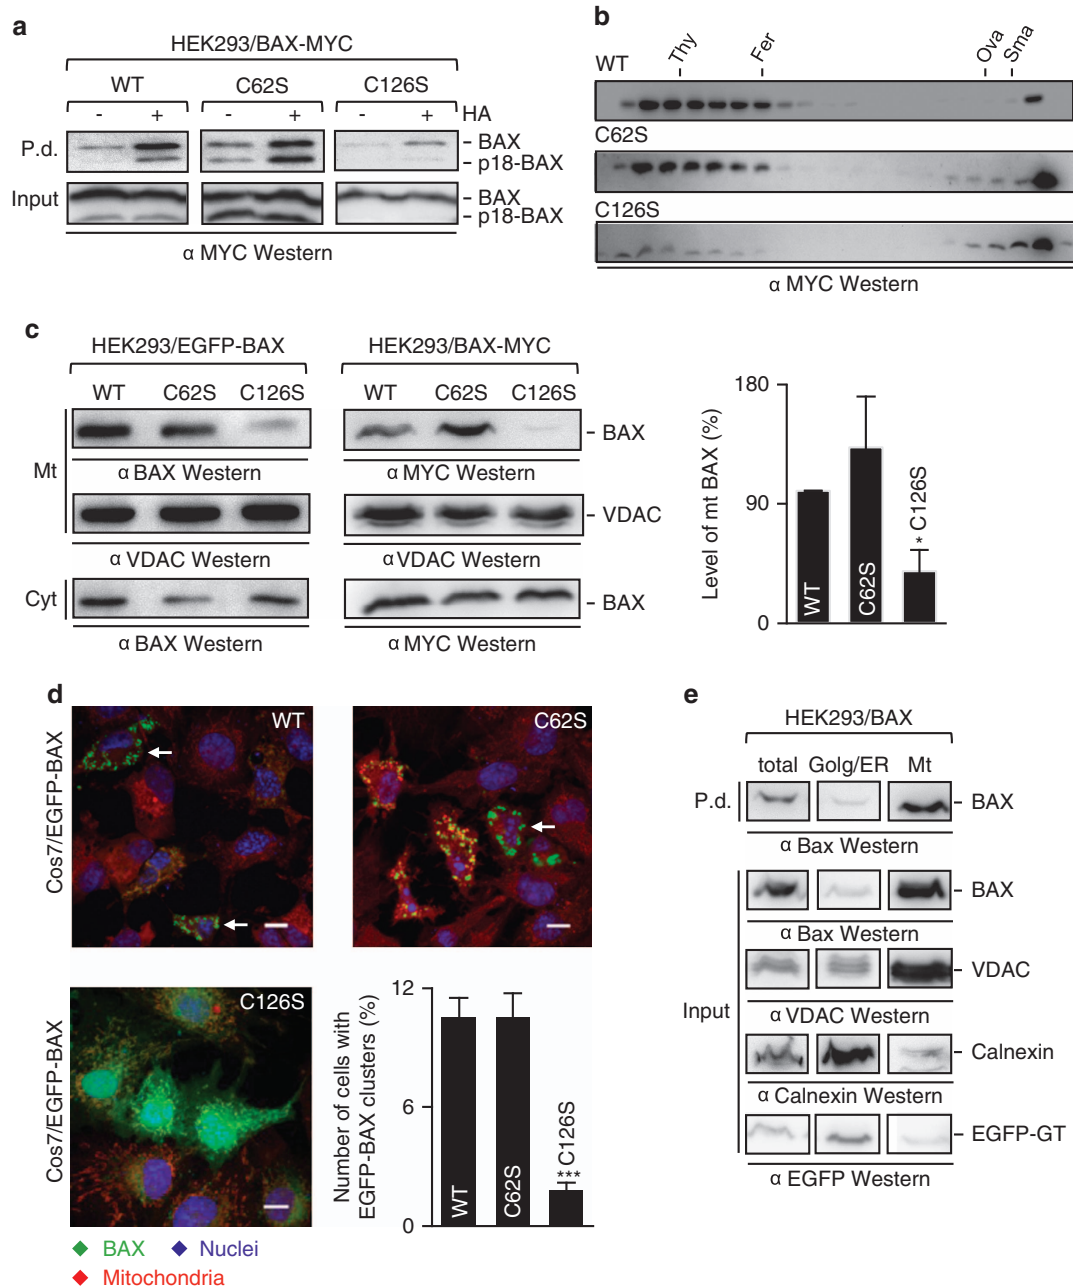 a
HEK293/BAX-MYC
WT C62S C126S
- + - + - + HA
P.d. - BAX
- p18-BAX
Input - BAX
- p18-BAX
α MYC Western
b
WT Thy Fer Ova Sma
C62S
C126S
α MYC Western
c
HEK293/EGFP-BAX HEK293/BAX-MYC
WT C62S C126S WT C62S C126S
Mt - BAX
α BAX Western α MYC Western
- VDAC
α VDAC Western α VDAC Western
Cyt - BAX
α BAX Western α MYC Western
Level of mt BAX (%)
180
90
0
WT
C62S
* C126S
d
Cos7/EGFP-BAX
WT
C62S
Cos7/EGFP-BAX
C126S
Number of cells with
EGFP-BAX clusters (%)
12
6
0
WT
C62S
*** C126S
BAX Nuclei
Mitochondria
e
HEK293/BAX
total Golg/ER Mt
P.d. - BAX
α Bax Western
Input
- BAX
α Bax Western
- VDAC
α VDAC Western
- Calnexin
α Calnexin Western
- EGFP-GT
α EGFP Western